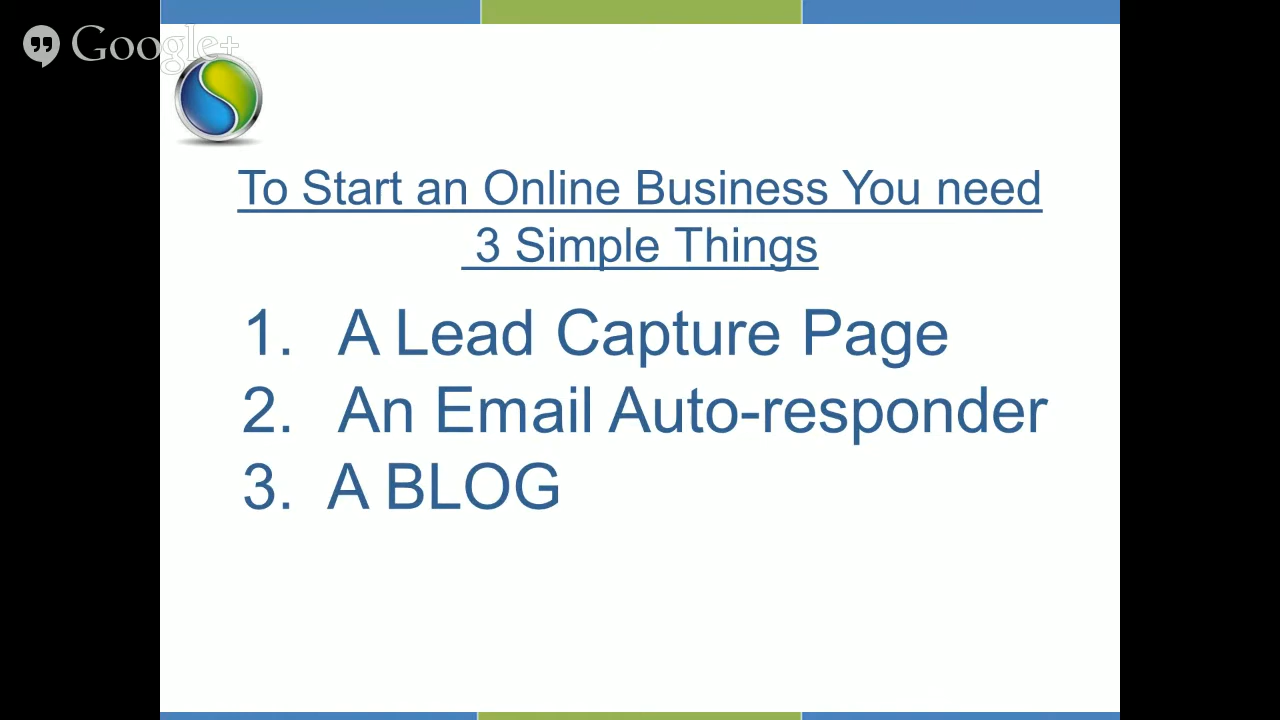 Google+
To Start an Online Business You need
3 Simple Things
1. A Lead Capture Page
2. An Email Auto-responder
3. A BLOG